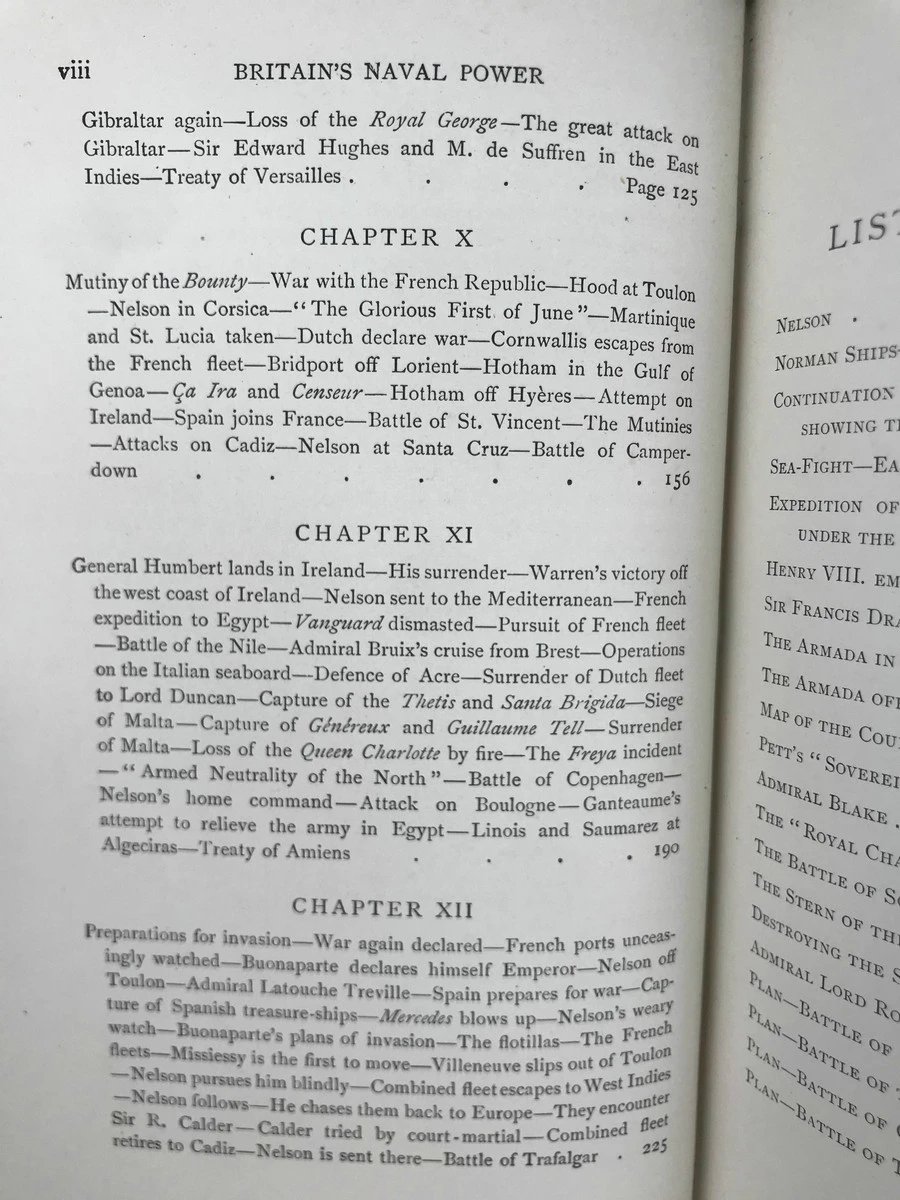 viii BRITAIN'S NAVAL POWER
Gibraltar again—Loss of the Royal George—The great attack on
Gibraltar—Sir Edward Hughes and M. de Suffren in the East
Indies—Treaty of Versailles . . . . Page 125
CHAPTER X
Mutiny of the Bounty—War with the French Republic—Hood at Toulon
—Nelson in Corsica—“The Glorious First of June”—Martinique
and St. Lucia taken—Dutch declare war—Cornwallis escapes from
the French fleet—Bridport off Lorient—Hotham in the Gulf of
Genoa—Ça Ira and Censeur—Hotham off Hyères—Attempt on
Ireland—Spain joins France—Battle of St. Vincent—The Mutinies
—Attacks on Cadiz—Nelson at Santa Cruz—Battle of Camper-
down . . . . . . . 156
CHAPTER XI
General Humbert lands in Ireland—His surrender—Warren's victory off
the west coast of Ireland—Nelson sent to the Mediterranean—French
expedition to Egypt—Vanguard dismasted—Pursuit of French fleet
—Battle of the Nile—Admiral Bruix's cruise from Brest—Operations
on the Italian seaboard—Defence of Acre—Surrender of Dutch fleet
to Lord Duncan—Capture of the Thetis and Santa Brigida—Siege
of Malta—Capture of Généreux and Guillaume Tell—Surrender
of Malta—Loss of the Queen Charlotte by fire—The Freya incident
—“Armed Neutrality of the North”—Battle of Copenhagen—
Nelson's home command—Attack on Boulogne—Ganteaume's
attempt to relieve the army in Egypt—Linois and Saumarez at
Algeciras—Treaty of Amiens . . . . 190
CHAPTER XII
Preparations for invasion—War again declared—French ports unceas-
ingly watched—Buonaparte declares himself Emperor—Nelson off
Toulon—Admiral Latouche Treville—Spain prepares for war—Cap-
ture of Spanish treasure-ships—Mercedes blows up—Nelson's weary
watch—Buonaparte's plans of invasion—The flotillas—The French
fleets—Missiessy is the first to move—Villeneuve slips out of Toulon
—Nelson pursues him blindly—Combined fleet escapes to West Indies
—Nelson follows—He chases them back to Europe—They encounter
Sir R. Calder—Calder tried by court-martial—Combined fleet
retires to Cadiz—Nelson is sent there—Battle of Trafalgar . 225
LIST
NELSON .
NORMAN SHIPS
CONTINUATION
SHOWING
SEA-FIGHT—
EXPEDITION OF
UNDER THE
HENRY VIII.
SIR FRANCIS
THE ARMADA IN
THE ARMADA OFF
MAP OF THE
PETT'S “
ADMIRAL BLAKE .
THE “ROYAL
THE BATTLE OF
THE STERN OF THE
DESTROYING THE
ADMIRAL LORD
PLAN—BATTLE OF
PLAN—BATTLE OF
PLAN—BATTLE OF
PLAN—BATTLE OF